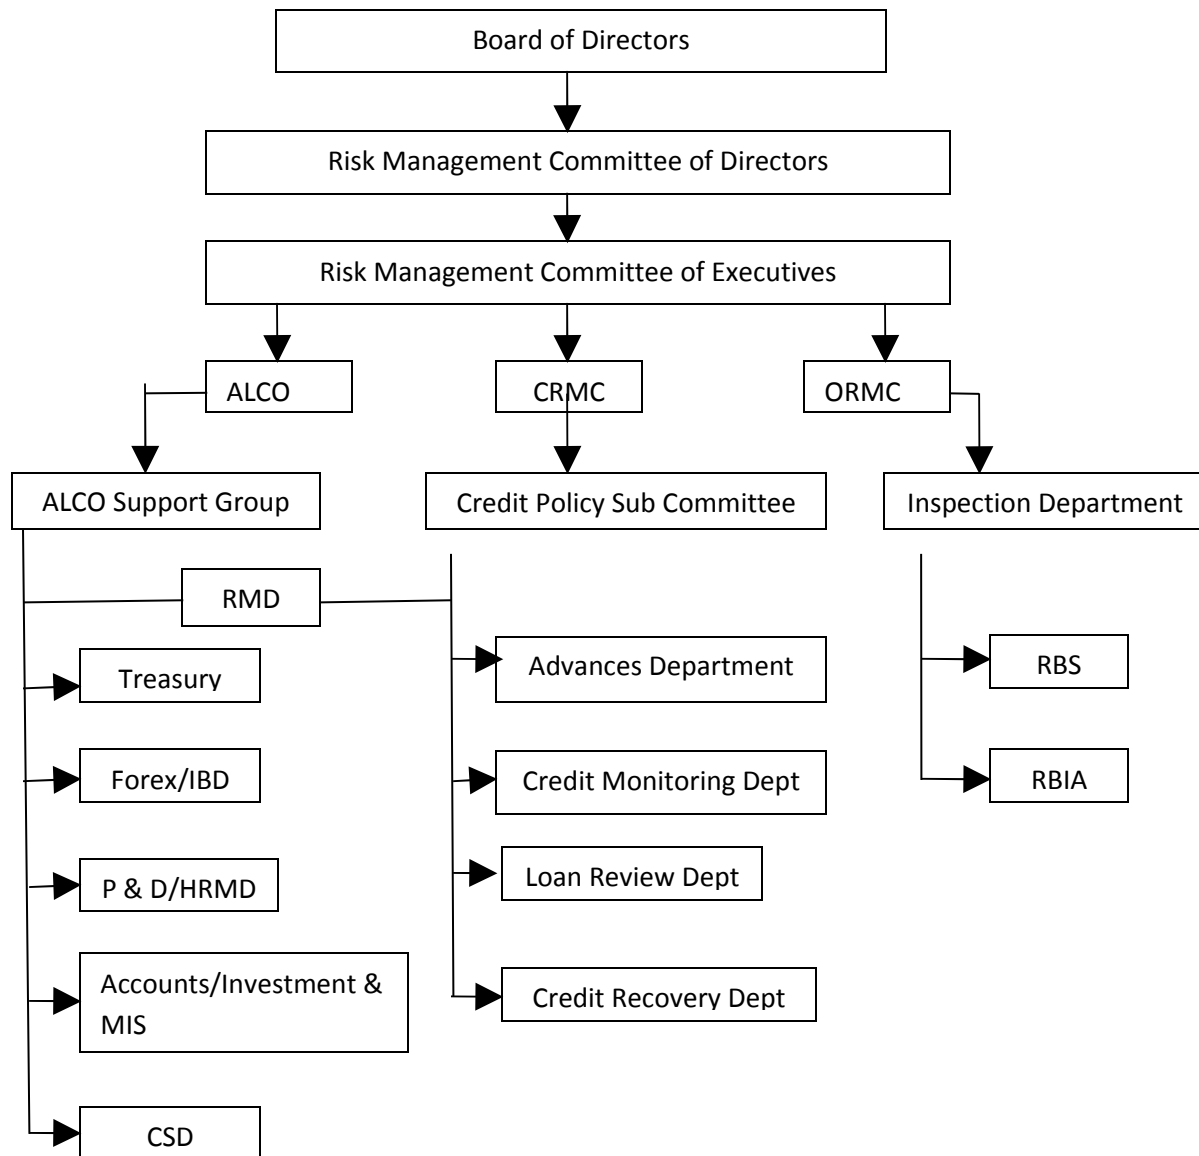 Board of Directors
Risk Management Committee of Directors
Risk Management Committee of Executives
ALCO
CRMC
ORMC
ALCO Support Group
Credit Policy Sub Committee
Inspection Department
RMD
Treasury
Advances Department
RBS
Forex/IBD
Credit Monitoring Dept
RBIA
P & D/HRMD
Loan Review Dept
Accounts/Investment &
MIS
Credit Recovery Dept
CSD